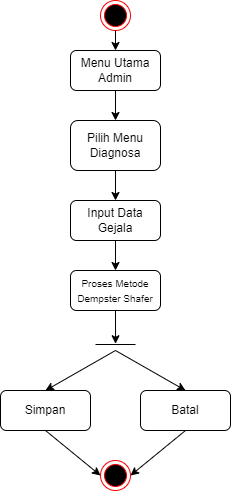 Menu Utama
Admin
Pilih Menu
Diagnosa
Input Data
Gejala
Proses Metode
Dempster Shafer
Simpan
Batal